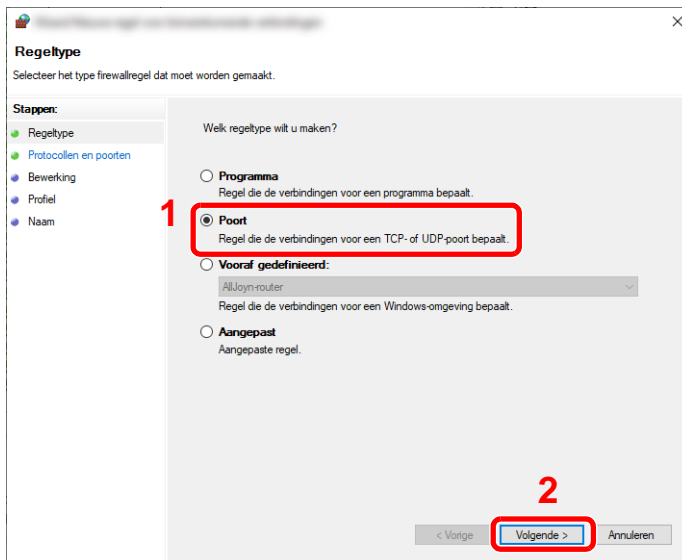 Regeltype
Selecteer het type firewallregel dat moet worden gemaakt.
Stappen:
Regeltype
Protocollen en poorten
Bewerking
Profiel
Naam
Welk regeltype wilt u maken?
Programma
Regel die de verbindingen voor een programma bepaalt.
1
Poort
Regel die de verbindingen voor een TCP- of UDP-poort bepaalt.
Vooraf gedefinieerd:
AllJoyn-router
Regel die de verbindingen voor een Windows-omgeving bepaalt.
Aangepast
Aangepaste regel.
2
< Vorige
Volgende >
Annuleren